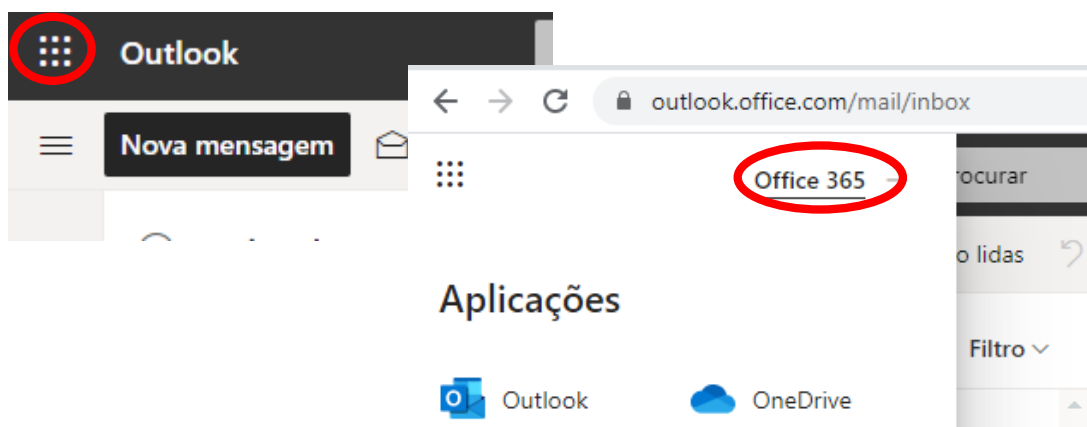 Outlook
Nova mensagem
outlook.office.com/mail/inbox
Office 365
rocurar
o lidas
Aplicações
Filtro
Outlook
OneDrive